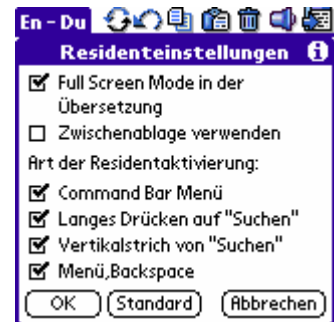 En - Du
Residenteinstellungen
Full Screen Mode in der
Übersetzung
Zwischenablage verwenden
Art der Residentaktivierung:
Command Bar Menü
Langes Drücken auf "Suchen"
Vertikalstrich von "Suchen"
Menü,Backspace
OK Standard Abbrechen